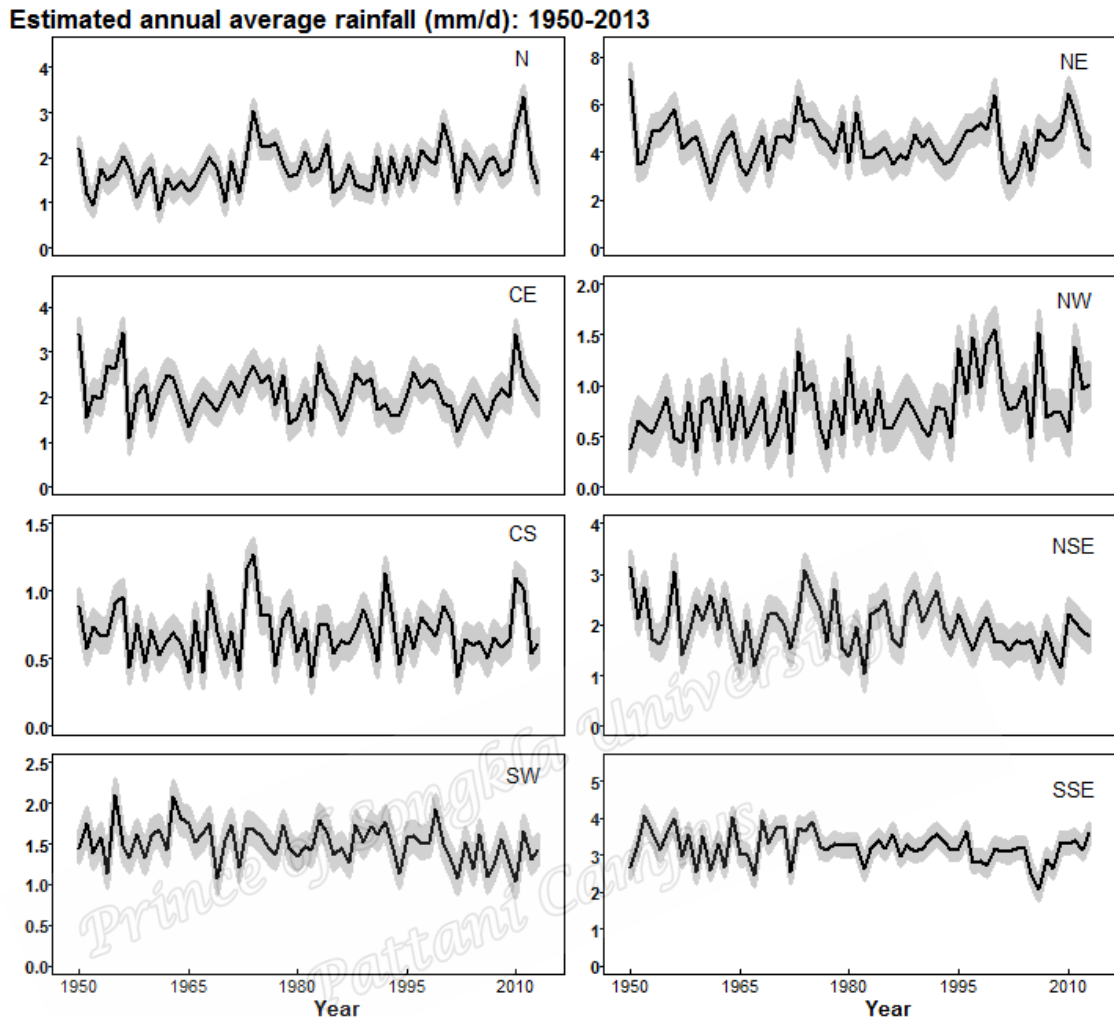 Estimated annual average rainfall (mm/d): 1950-2013
N
4
3
2
1
0
NE
8
6
4
2
0
CE
4
3
2
1
0
NW
2.0
1.5
1.0
0.5
0.0
CS
1.5
1.0
0.5
0.0
NSE
4
3
2
1
0
SW
2.5
2.0
1.5
1.0
0.5
0.0
SSE
5
4
3
2
1
0
1950 1965 1980 1995 2010
Year
1950 1965 1980 1995 2010
Year
Prince of Songkla University
Pattani Campus